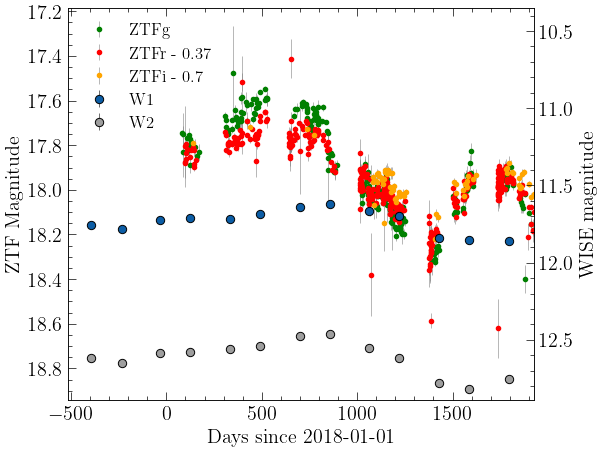 17.2
17.4
17.6
17.8
18.0
18.2
18.4
18.6
18.8
ZTF Magnitude
ZTFg
ZTFr - 0.37
ZTFi - 0.7
W1
W2
10.5
11.0
11.5
12.0
12.5
WISE magnitude
−500 0 500 1000 1500
Days since 2018-01-01